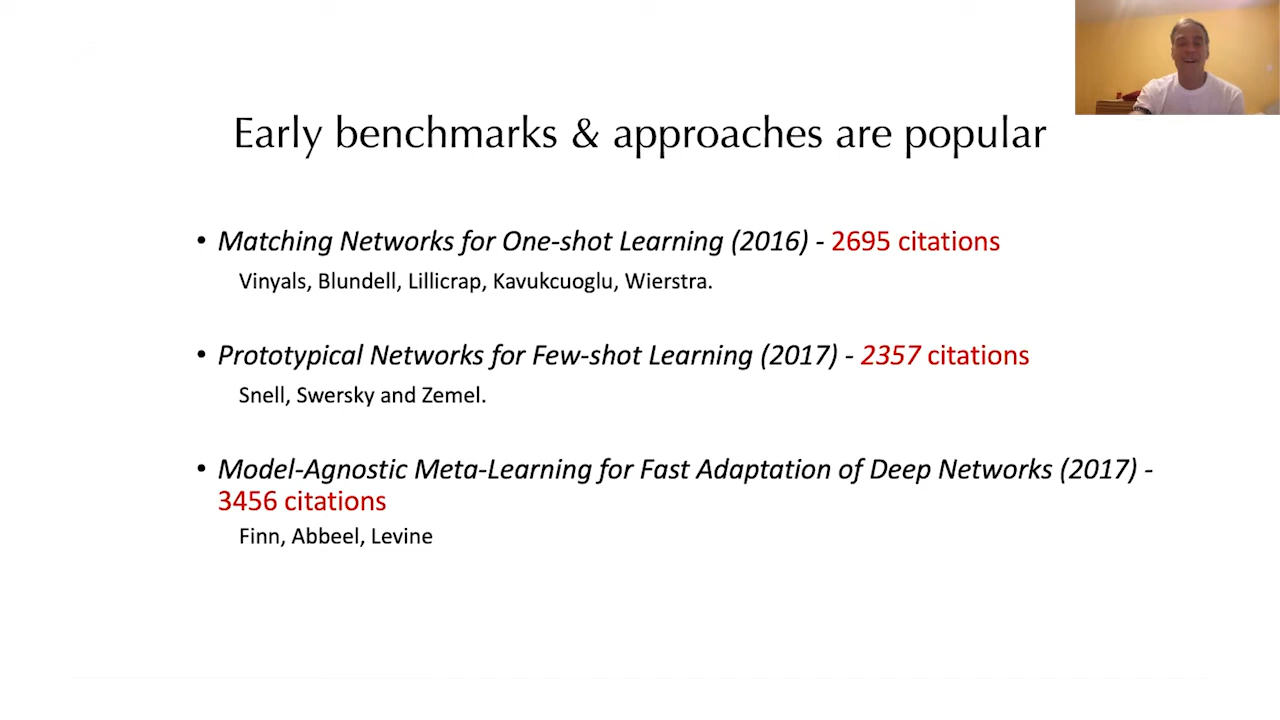 Early benchmarks & approaches are popular
• Matching Networks for One-shot Learning (2016) - 2695 citations
Vinyals, Blundell, Lillicrap, Kavukcuoglu, Wierstra.
• Prototypical Networks for Few-shot Learning (2017) - 2357 citations
Snell, Swersky and Zemel.
• Model-Agnostic Meta-Learning for Fast Adaptation of Deep Networks (2017) -
3456 citations
Finn, Abbeel, Levine